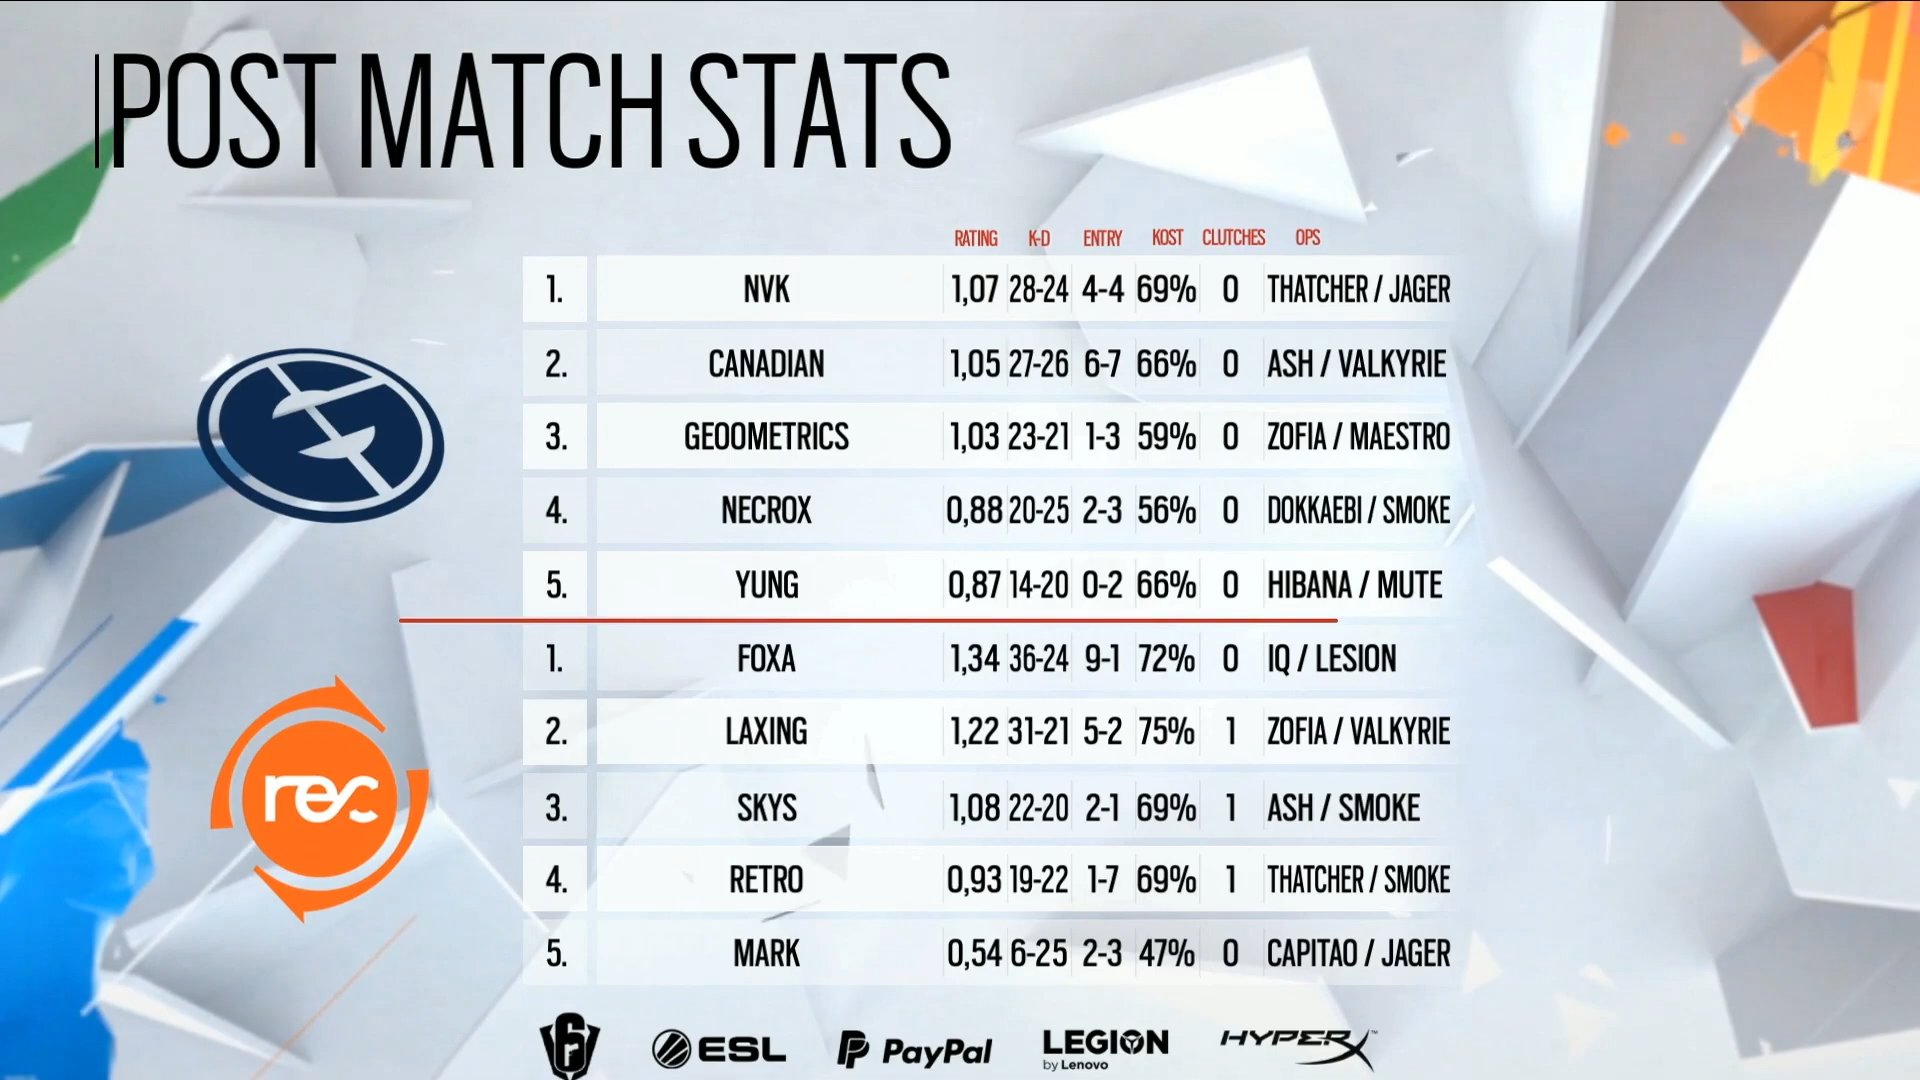 POST MATCH STATS
RATING K-D ENTRY KOST CLUTCHES OPS
1. NVK 1,07 28-24 4-4 69% 0 THATCHER / JAGER
2. CANADIAN 1,05 27-26 6-7 66% 0 ASH / VALKYRIE
3. GEOOMETRICS 1,03 23-21 1-3 59% 0 ZOFIA / MAESTRO
4. NECROX 0,88 20-25 2-3 56% 0 DOKKAEBI / SMOKE
5. YUNG 0,87 14-20 0-2 66% 0 HIBANA / MUTE
1. FOXA 1,34 36-24 9-1 72% 0 IQ / LESION
rec
2. LAXING 1,22 31-21 5-2 75% 1 ZOFIA / VALKYRIE
3. SKYS 1,08 22-20 2-1 69% 1 ASH / SMOKE
4. RETRO 0,93 19-22 1-7 69% 1 THATCHER / SMOKE
5. MARK 0,54 6-25 2-3 47% 0 CAPITAO / JAGER
6 ESL PayPal LEGION HYPERX™
by Lenovo